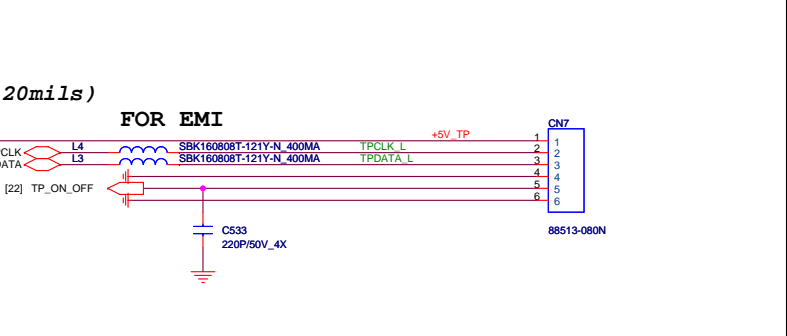 20mils)
FOR EMI
CN7
+5V_TP
1 1
PCLK L4 SBK160808T-121Y-N_400MA TPCLK_L 2 2
DATA L3 SBK160808T-121Y-N_400MA TPDATA_L 3 3
4 4
[22] TP_ON_OFF 5 5
6 6
C533
220P/50V_4X
88513-080N